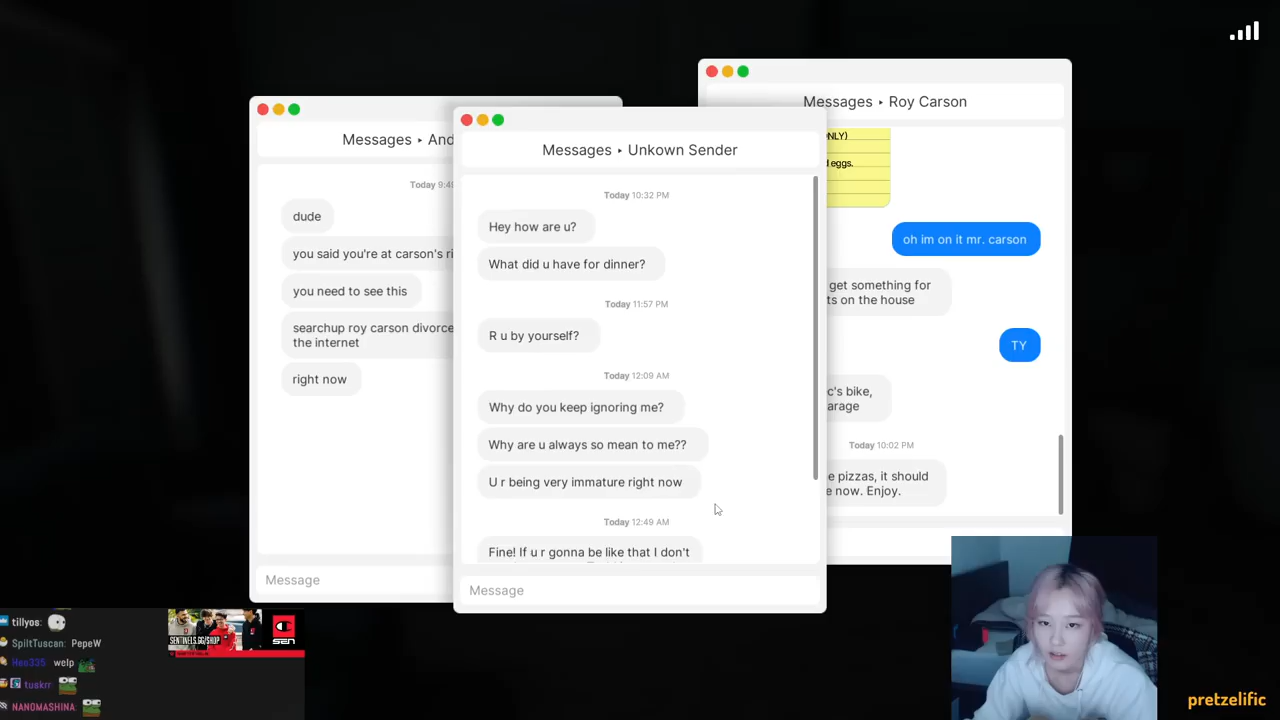 Messages ‣ And
Today 9:4
dude
you said you're at carson's ri
you need to see this
searchup roy carson divorce
the internet
right now
Message
Messages ‣ Unkown Sender
Today 10:32 PM
Hey how are u?
What did u have for dinner?
Today 11:57 PM
R u by yourself?
Today 12:09 AM
Why do you keep ignoring me?
Why are u always so mean to me??
U r being very immature right now
Today 12:49 AM
Fine! If u r gonna be like that I don't
Message
Messages ‣ Roy Carson
NLY)
d eggs.
oh im on it mr. carson
get something for
ts on the house
TY
c's bike,
arage
Today 10:02 PM
e pizzas, it should
e now. Enjoy.
tillyos:
SpiltTuscan: PepeW
Heo335 welp
tuskrr
NANOMASHINA:
SENTINELS.GG/SHOP
SEN
pretzelific